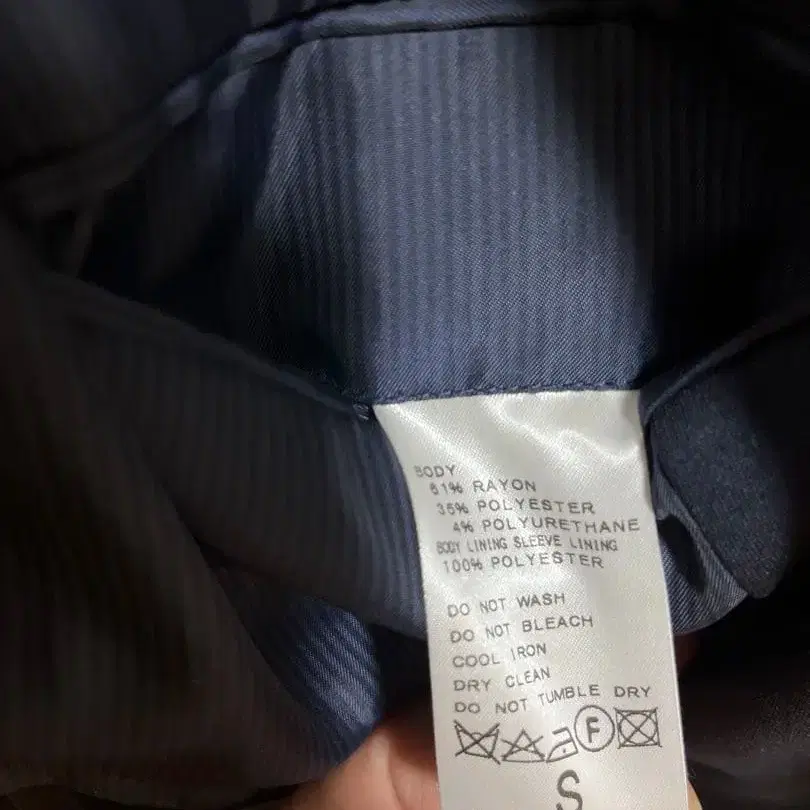 BODY
61% RAYON
35% POLYESTER
4% POLYURETHANE
BODY LINING SLEEVE LINING
100% POLYESTER
DO NOT WASH
DO NOT BLEACH
COOL IRON
DRY CLEAN
DO NOT TUMBLE DRY
F
S